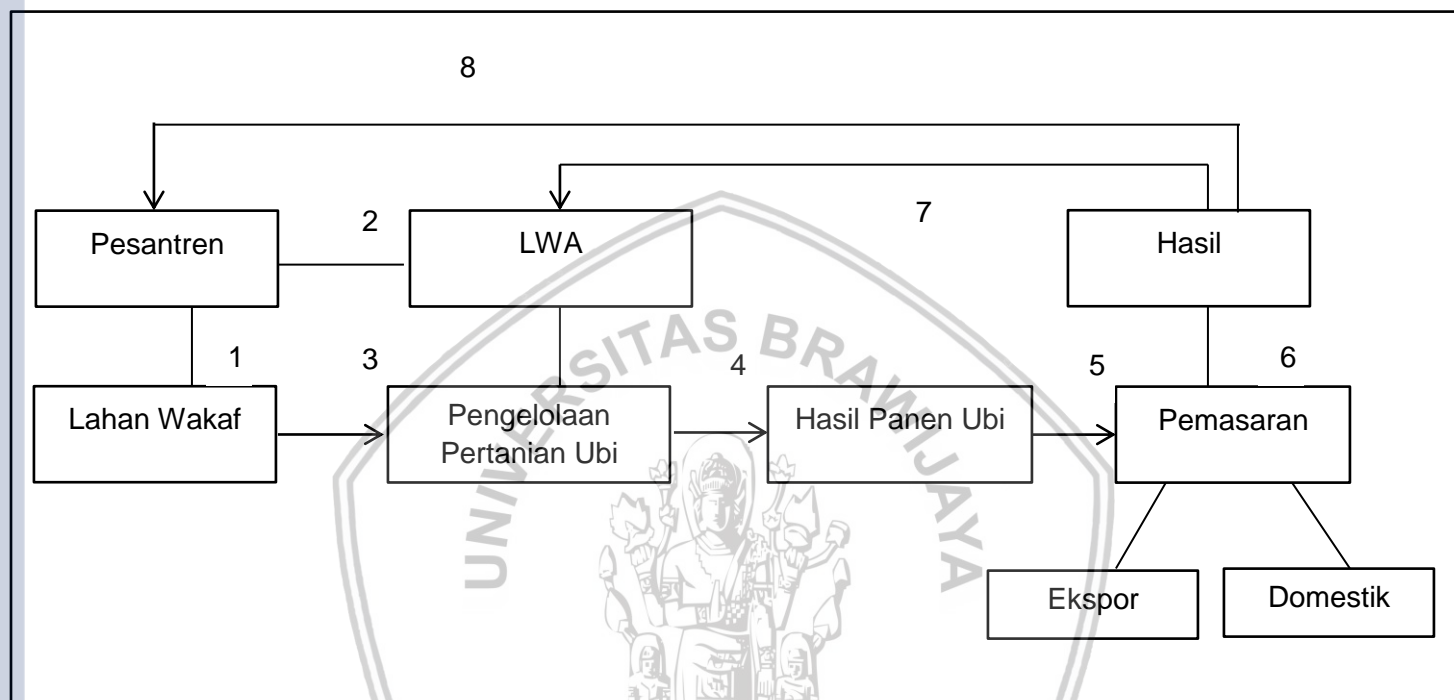 8
2
7
Pesantren
LWA
Hasil
1
3
4
5
6
Lahan Wakaf
Pengelolaan
Pertanian Ubi
Hasil Panen Ubi
Pemasaran
Ekspor
Domestik
UNIVERSITAS BRAWIJAYA